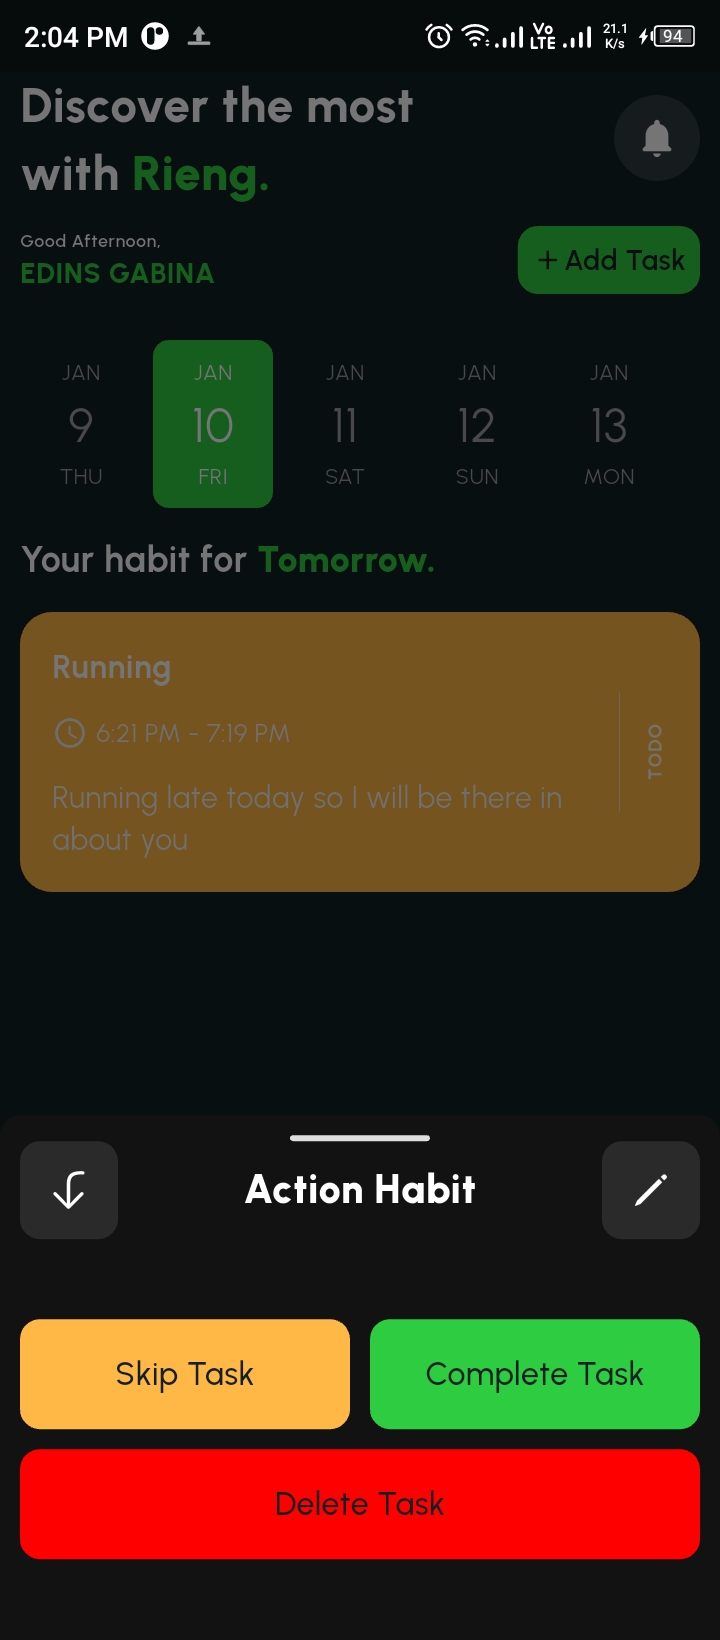 2:04 PM
Vo LTE
21.1 K/s
94
Discover the most
with Rieng.
Good Afternoon,
EDINS GABINA
+ Add Task
JAN JAN JAN JAN JAN
9 10 11 12 13
THU FRI SAT SUN MON
Your habit for Tomorrow.
Running
6:21 PM - 7:19 PM
TODO
Running late today so I will be there in
about you
Action Habit
Skip Task
Complete Task
Delete Task